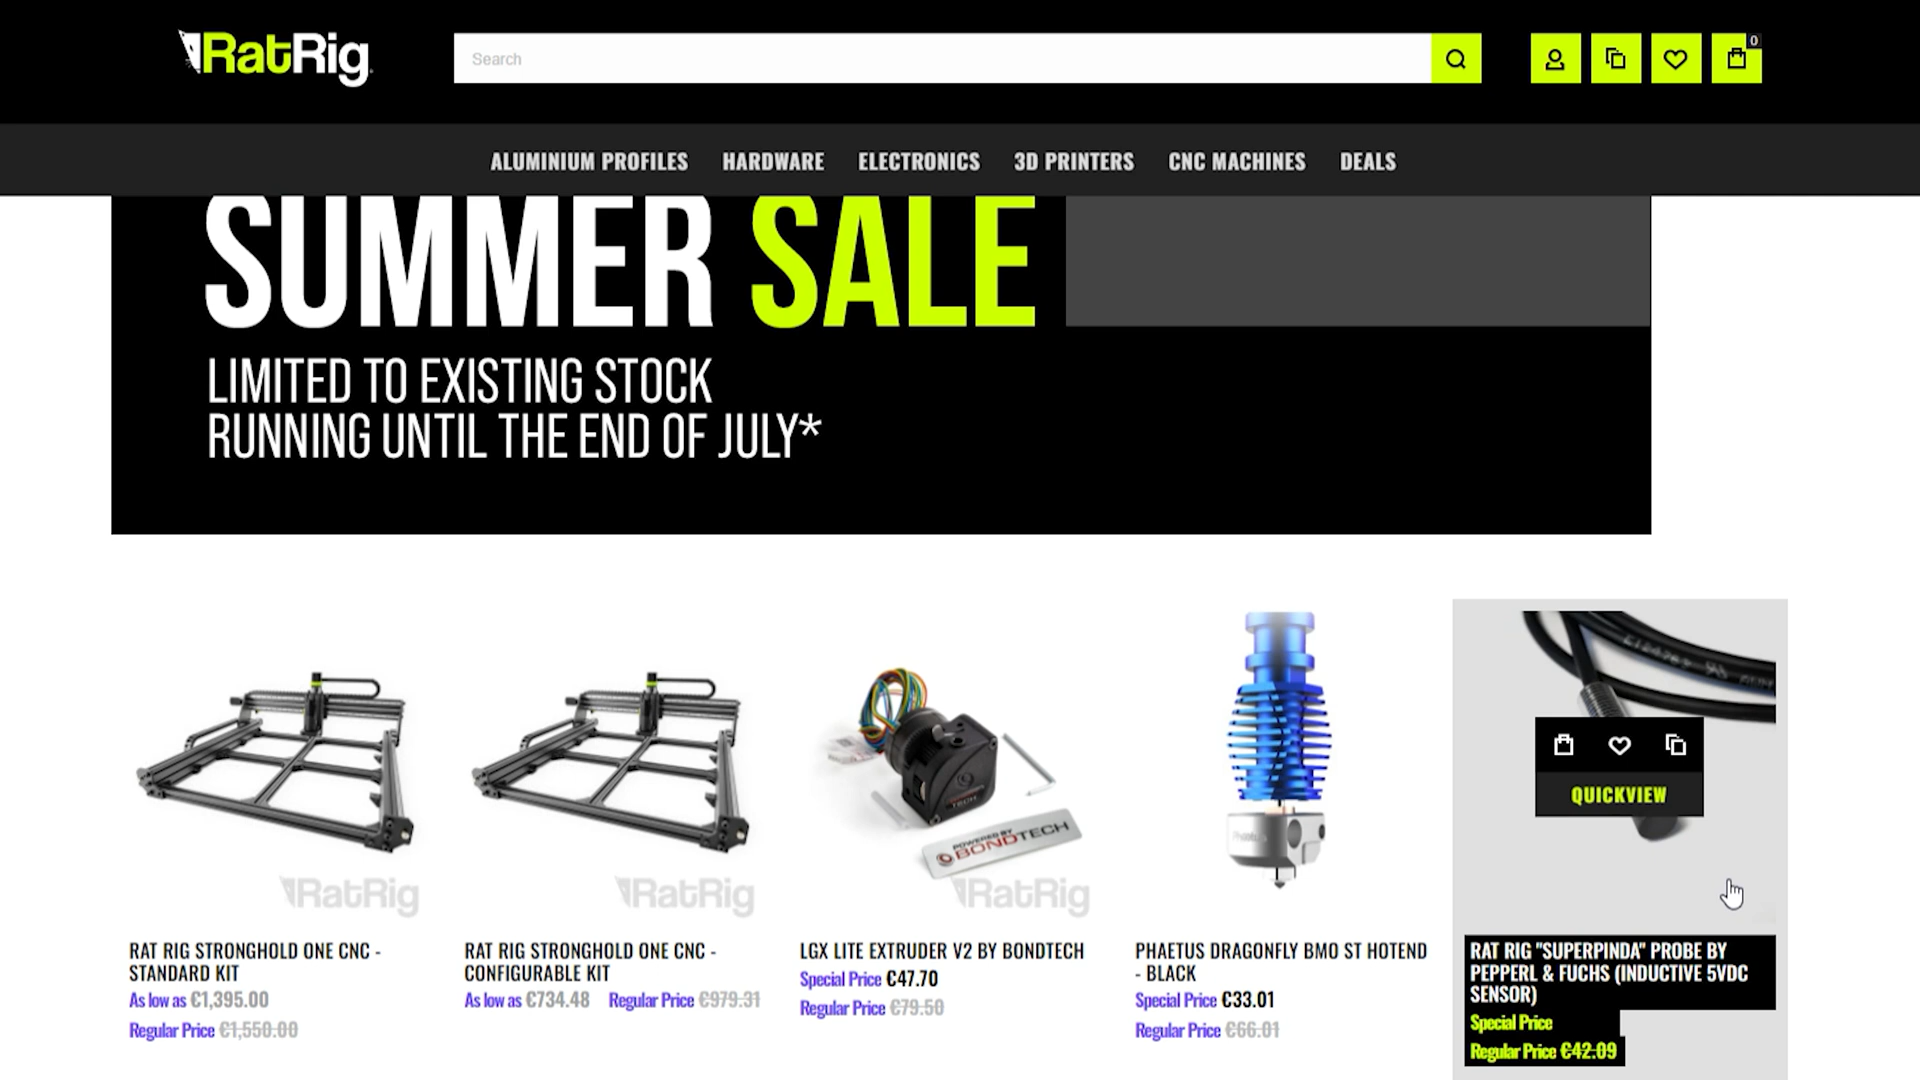 RatRig
Search
0
ALUMINIUM PROFILES HARDWARE ELECTRONICS 3D PRINTERS CNC MACHINES DEALS
SUMMER SALE
LIMITED TO EXISTING STOCK
RUNNING UNTIL THE END OF JULY*
QUICKVIEW
POWERED BY
BONDTECH
RatRig
RatRig
RatRig
RAT RIG STRONGHOLD ONE CNC -
STANDARD KIT
As low as €1,395.00
Regular Price €1,550.00
RAT RIG STRONGHOLD ONE CNC -
CONFIGURABLE KIT
As low as €734.48 Regular Price €979.31
LGX LITE EXTRUDER V2 BY BONDTECH
Special Price €47.70
Regular Price €79.50
PHAETUS DRAGONFLY BMO ST HOTEND
- BLACK
Special Price €33.01
Regular Price €66.01
RAT RIG "SUPERPINDA" PROBE BY
PEPPERL & FUCHS (INDUCTIVE 5VDC
SENSOR)
Special Price
Regular Price €42.09